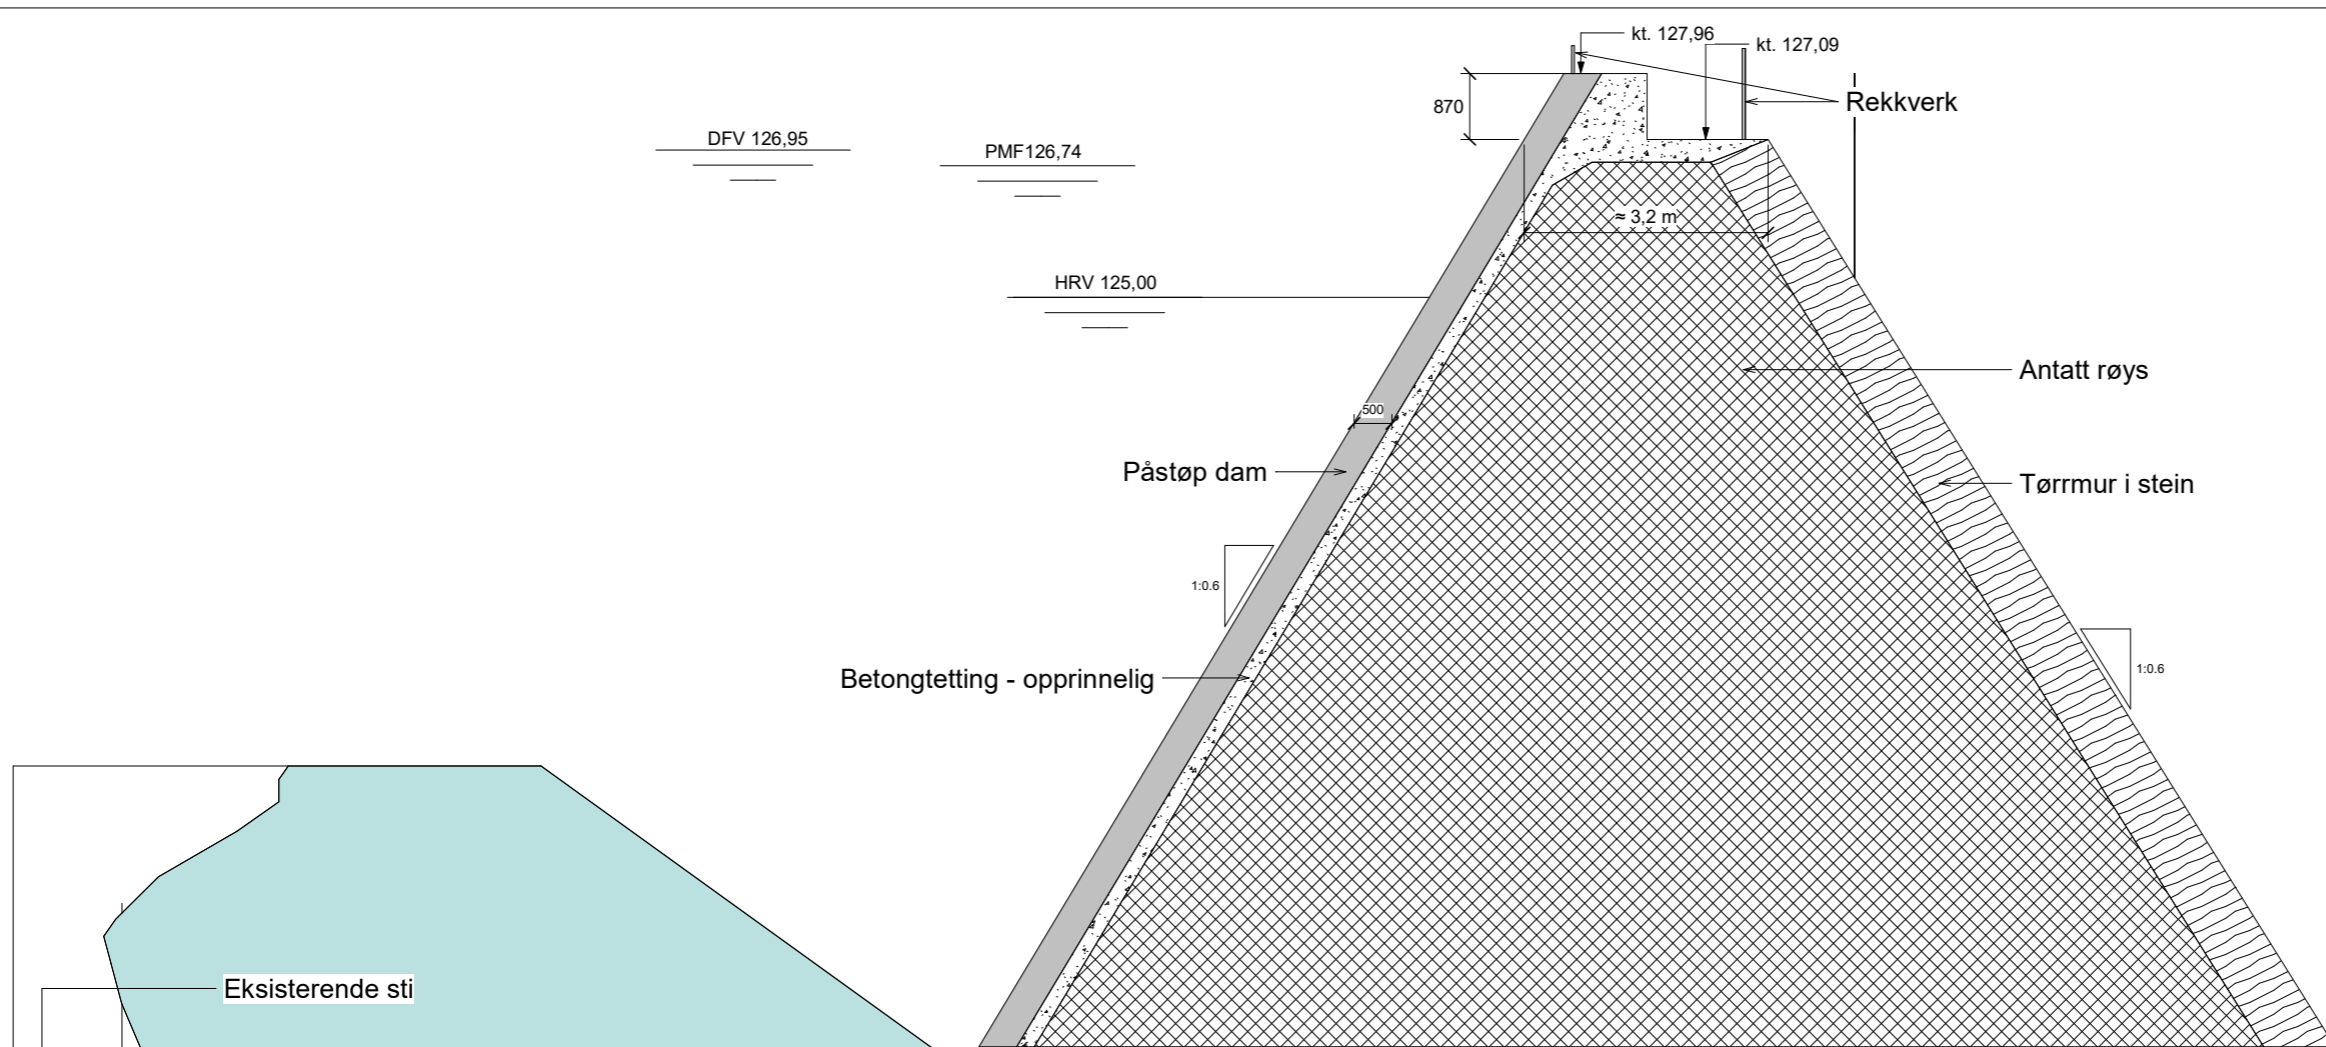 kt. 127,96
kt. 127,09
870
Rekkverk
DFV 126,95
PMF126,74
≈ 3,2 m
HRV 125,00
Antatt røys
500
Påstøp dam
Tørrmur i stein
1:0.6
1:0.6
Betongtetting - opprinnelig
Eksisterende sti